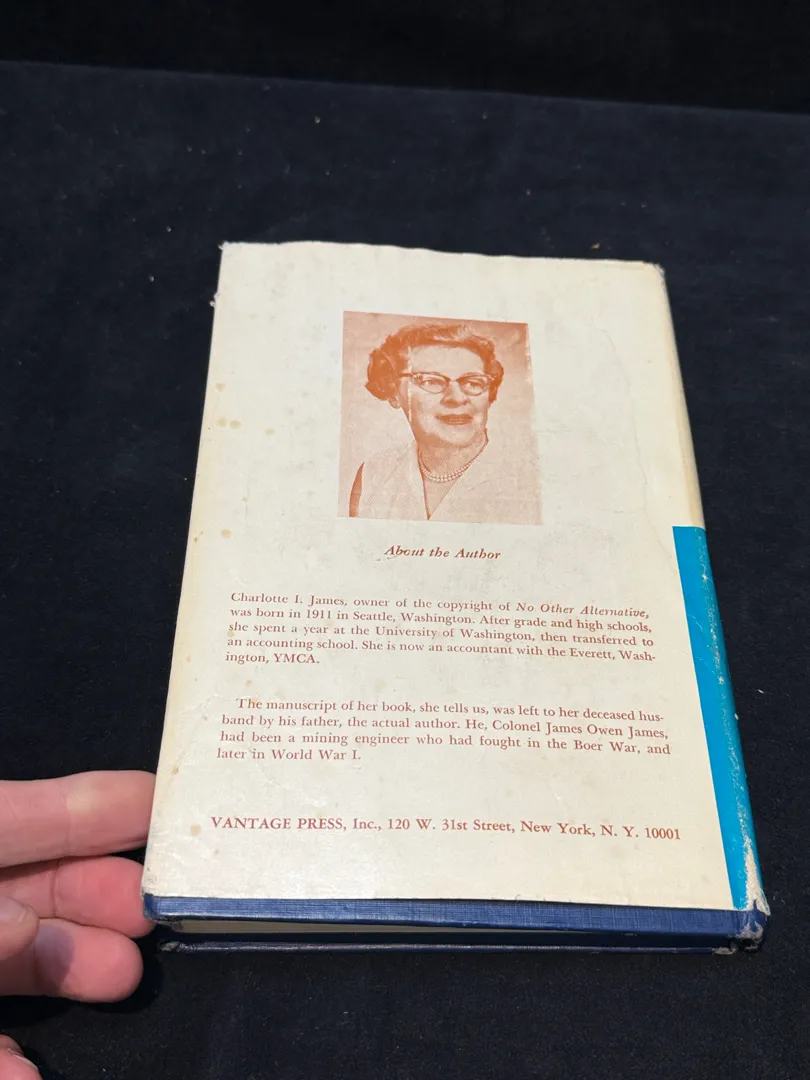 About the Author
Charlotte I. James, owner of the copyright of No Other Alternative,
was born in 1911 in Seattle, Washington. After grade and high schools,
she spent a year at the University of Washington, then transferred to
an accounting school. She is now an accountant with the Everett, Wash-
ington, YMCA.
The manuscript of her book, she tells us, was left to her deceased hus-
band by his father, the actual author. He, Colonel James Owen James,
had been a mining engineer who had fought in the Boer War, and
later in World War I.
VANTAGE PRESS, Inc., 120 W. 31st Street, New York, N. Y. 10001